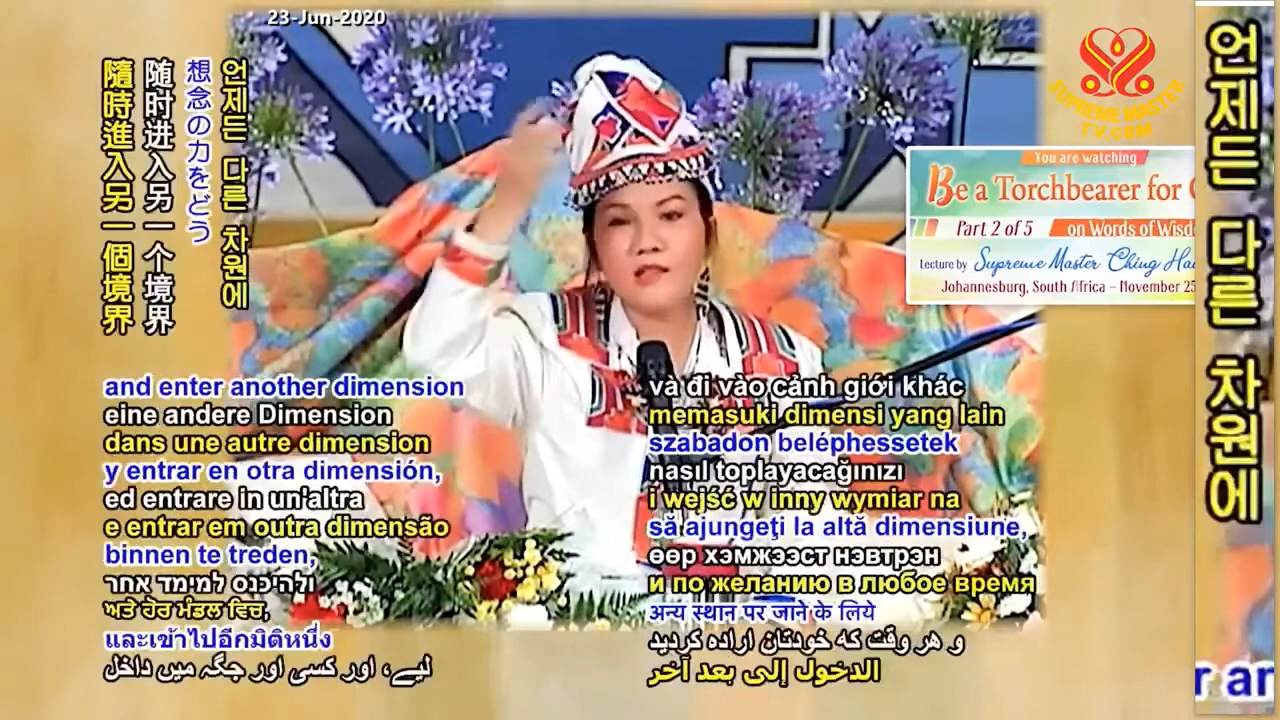 23-Jun-2020
언제든 다른 차원에
想念の力をどう
随时进入另一个境界
隨時進入另一個境界
SUPREME MASTER
TV.COM
You are watching
Be a Torchbearer for
Part 2 of 5
on Words of Wisd
Lecture by Supreme Master Ching Hai
Johannesburg, South Africa – November 25
언제든 다른 차원에
and enter another dimension
eine andere Dimension
dans une autre dimension
y entrar en otra dimensión,
ed entrare in un'altra
e entrar em outra dimensão
binnen te treden,
ולהיכנס למימד אחר
ਅਤੇ ਹੋਰ ਮੰਡਲ ਵਿਚ,
และเข้าไปอีกมิติหนึ่ง
لیے، اور کسی اور جگہ میں داخل
và đi vào cảnh giới khác
memasuki dimensi yang lain
szabadon beléphessetek
nasıl toplayacağınızı
i wejść w inny wymiar na
să ajungeţi la altă dimensiune,
өөр хэмжээст нэвтрэн
и по желанию в любое время
अन्य स्थान पर जाने के लिये
و هر وقت که خودتان اراده کردید
الدخول إلى بعد آخر
r an